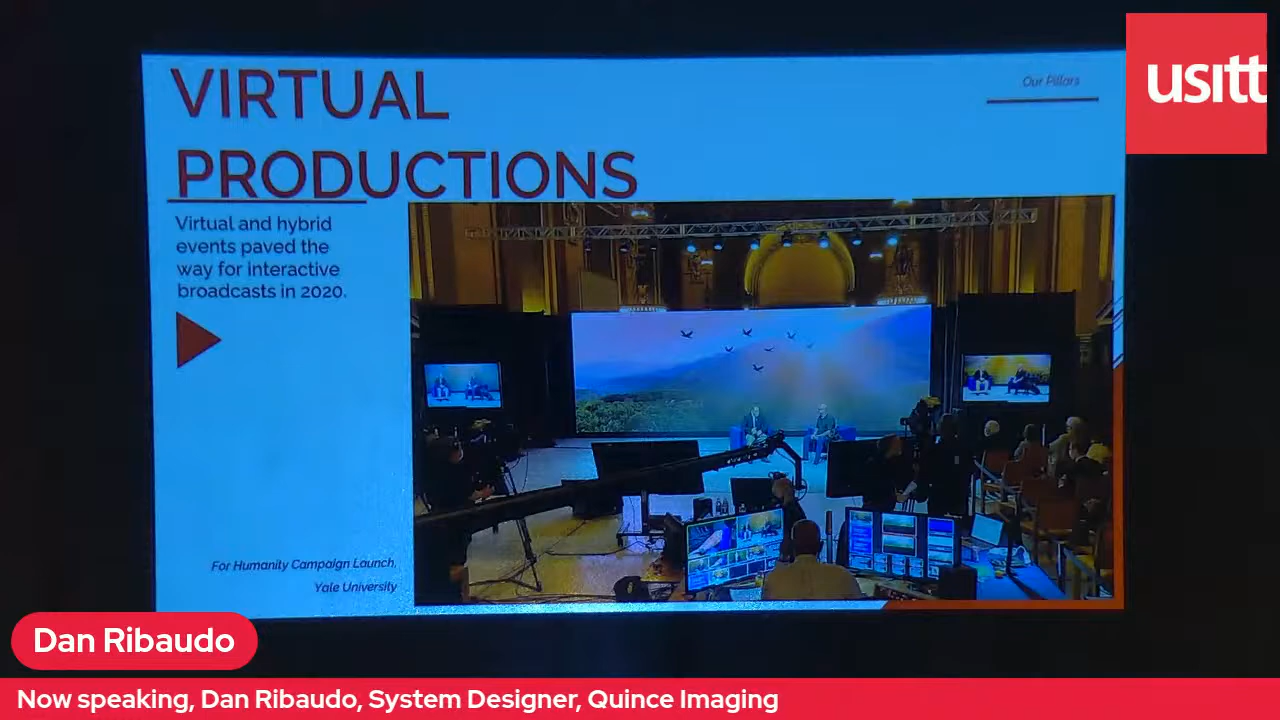 VIRTUAL
PRODUCTIONS
Our Pillars
usitt
Virtual and hybrid
events paved the
way for interactive
broadcasts in 2020.
For Humanity Campaign Launch,
Yale University
Dan Ribaudo
Now speaking, Dan Ribaudo, System Designer, Quince Imaging